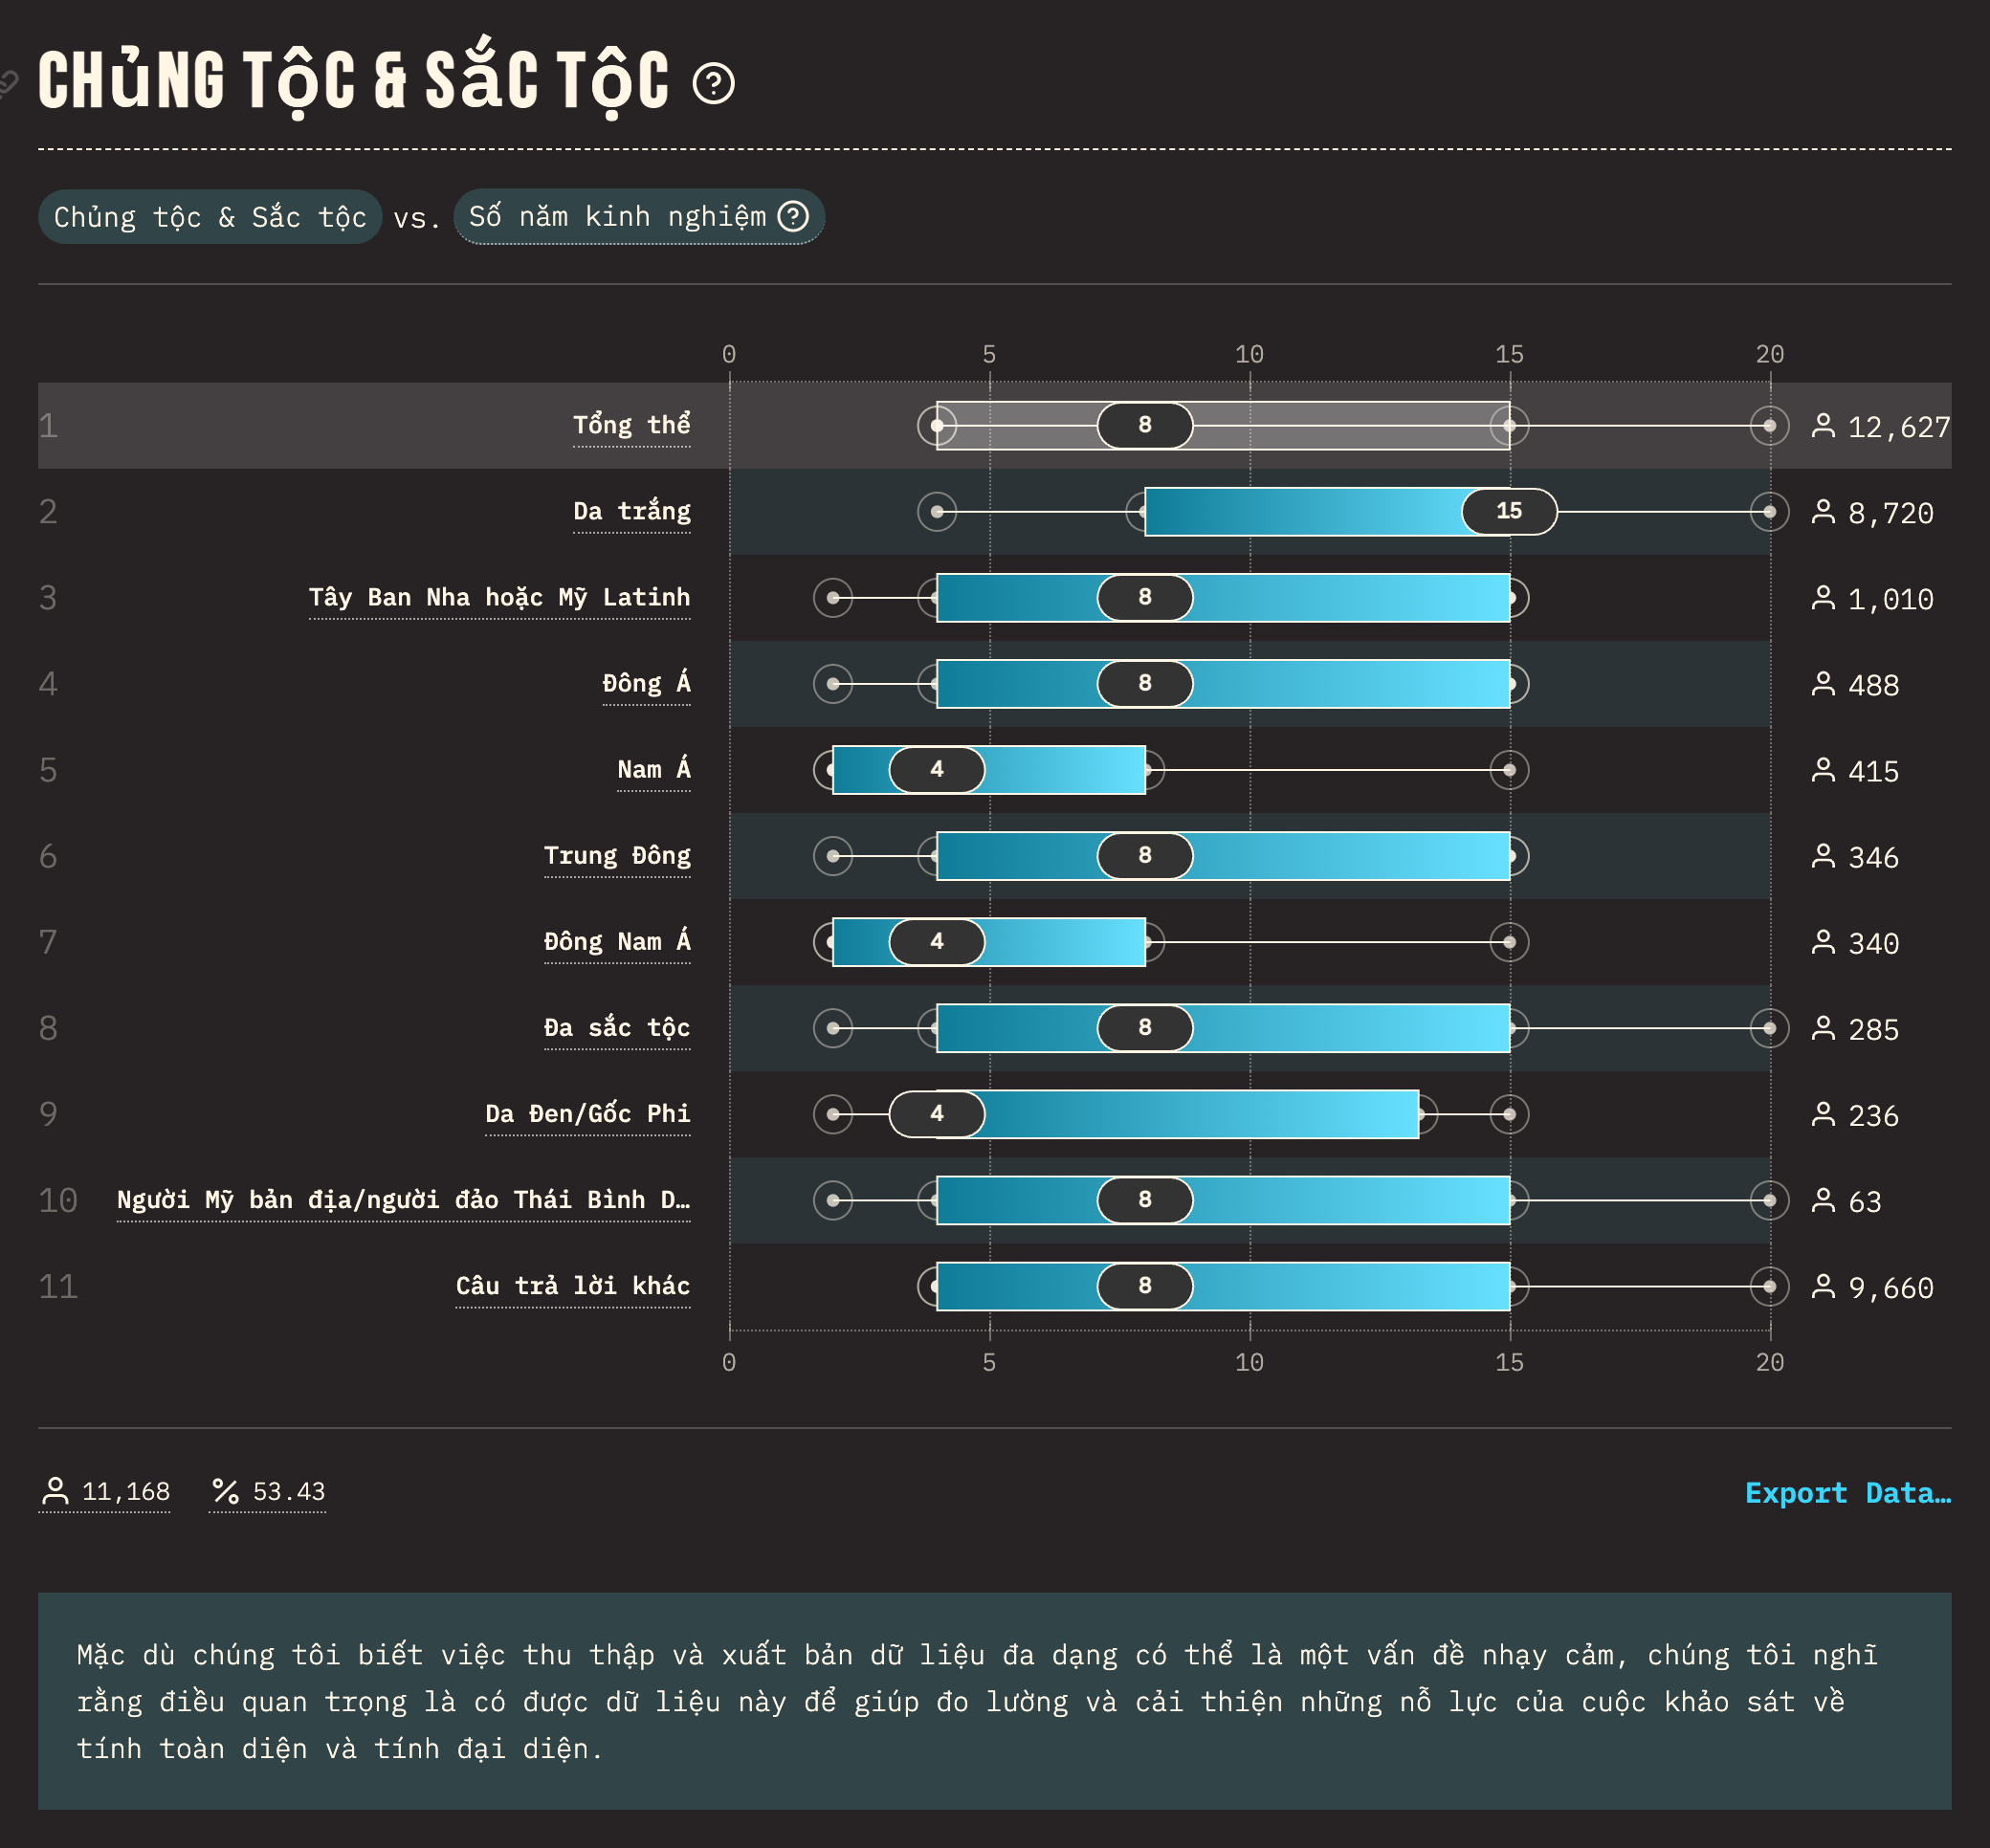 CHỦNG TỘC & SẮC TỘC ?
Chủng tộc & Sắc tộc vs. Số năm kinh nghiệm ?
0 5 10 15 20
1 Tổng thể 8 12,627
2 Da trắng 15 8,720
3 Tây Ban Nha hoặc Mỹ Latinh 8 1,010
4 Đông Á 8 488
5 Nam Á 4 415
6 Trung Đông 8 346
7 Đông Nam Á 4 340
8 Đa sắc tộc 8 285
9 Da Đen/Gốc Phi 4 236
10 Người Mỹ bản địa/người đảo Thái Bình D… 8 63
11 Câu trả lời khác 8 9,660
0 5 10 15 20
11,168 % 53.43 Export Data…
Mặc dù chúng tôi biết việc thu thập và xuất bản dữ liệu đa dạng có thể là một vấn đề nhạy cảm, chúng tôi nghĩ
rằng điều quan trọng là có được dữ liệu này để giúp đo lường và cải thiện những nỗ lực của cuộc khảo sát về
tính toàn diện và tính đại diện.